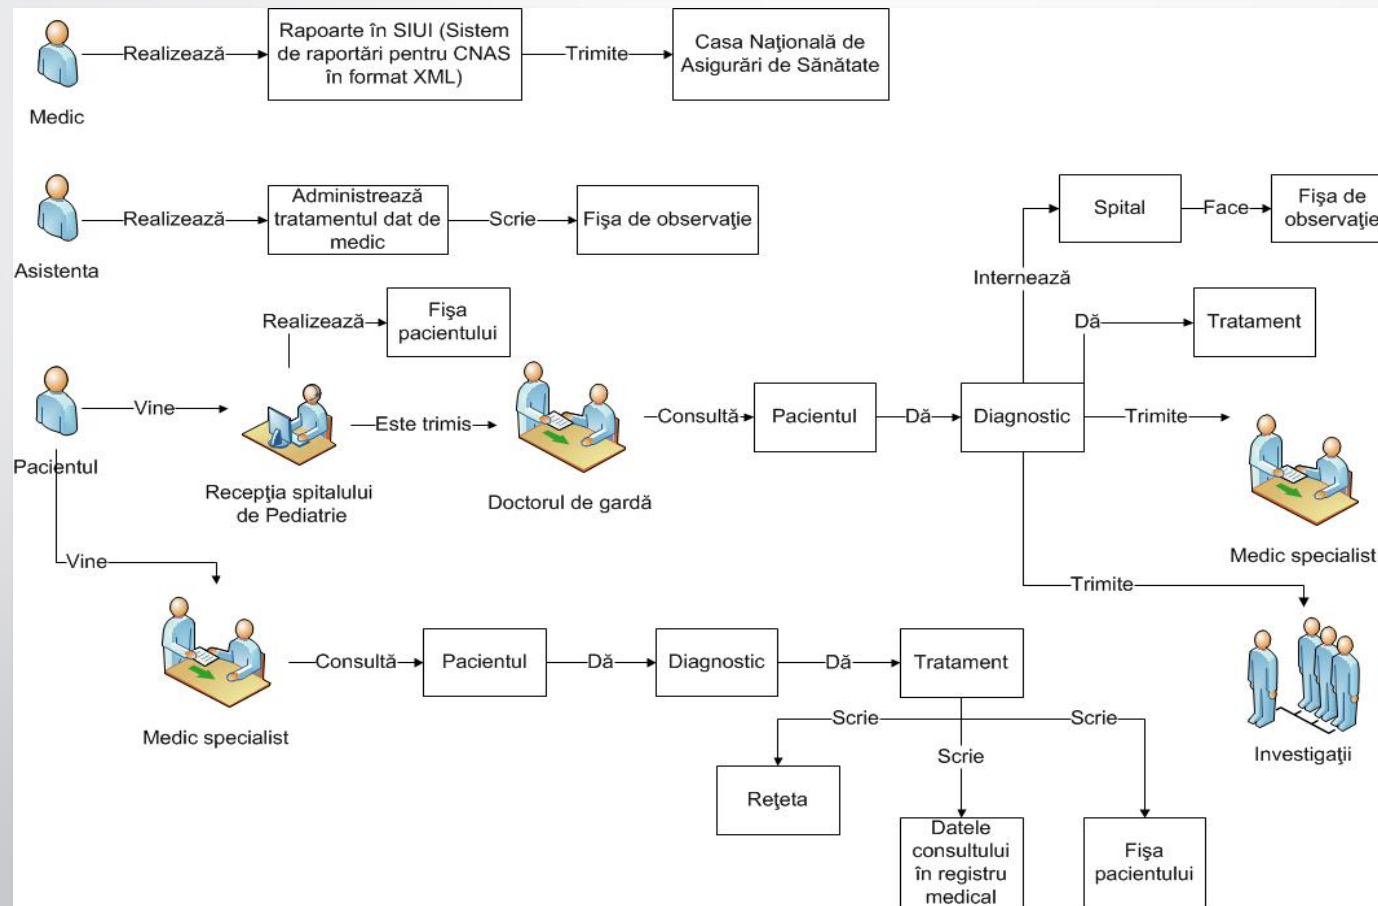 Medic
Realizează
Rapoarte în SIUI (Sistem
de raportări pentru CNAS
în format XML)
Trimite
Casa Naţională de
Asigurări de Sănătate
Asistenta
Realizează
Administrează
tratamentul dat de
medic
Scrie
Fişa de observaţie
Spital
Face
Fişa de
observaţie
Internează
Realizează
Fişa
pacientului
Dă
Tratament
Pacientul
Vine
Recepţia spitalului
de Pediatrie
Este trimis
Doctorul de gardă
Consultă
Pacientul
Dă
Diagnostic
Trimite
Medic specialist
Trimite
Investigaţii
Vine
Medic specialist
Consultă
Pacientul
Dă
Diagnostic
Dă
Tratament
Scrie
Scrie
Scrie
Reţeta
Datele
consultului
în registru
medical
Fişa
pacientului